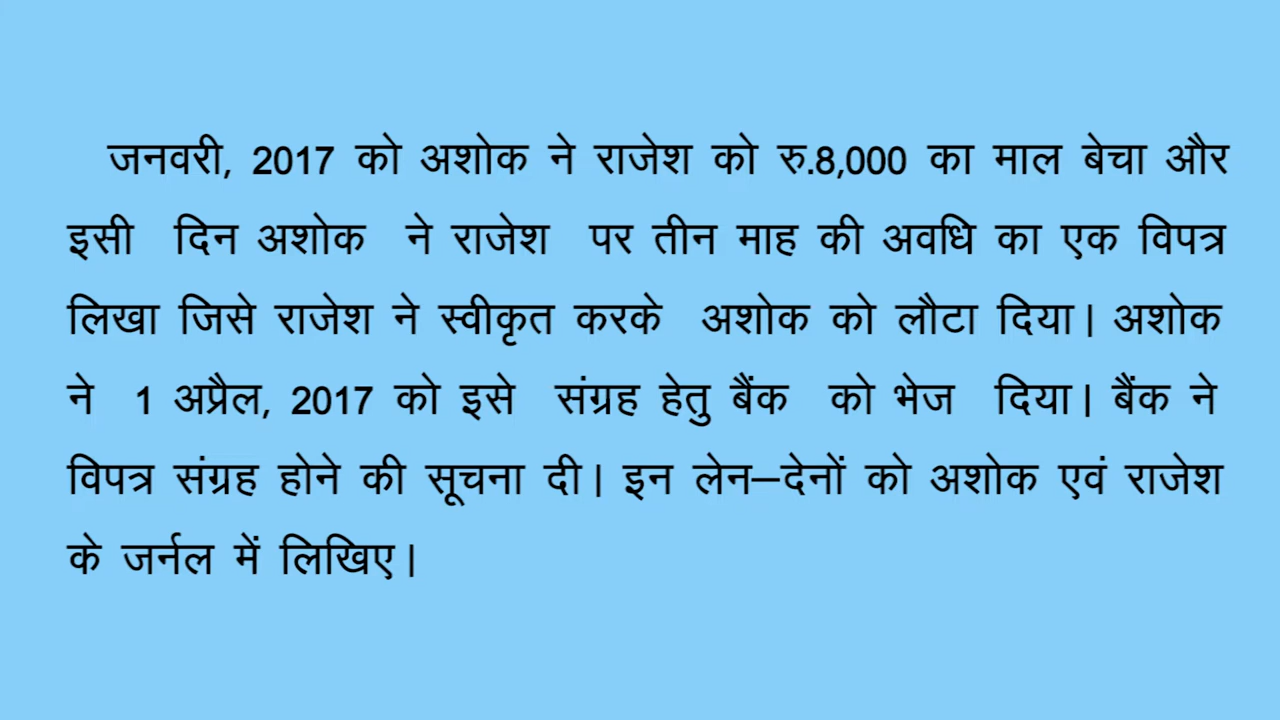 जनवरी, 2017 को अशोक ने राजेश को रु.8,000 का माल बेचा और
इसी दिन अशोक ने राजेश पर तीन माह की अवधि का एक विपत्र
लिखा जिसे राजेश ने स्वीकृत करके अशोक को लौटा दिया। अशोक
ने 1 अप्रैल, 2017 को इसे संग्रह हेतु बैंक को भेज दिया। बैंक ने
विपत्र संग्रह होने की सूचना दी। इन लेन–देनों को अशोक एवं राजेश
के जर्नल में लिखिए।